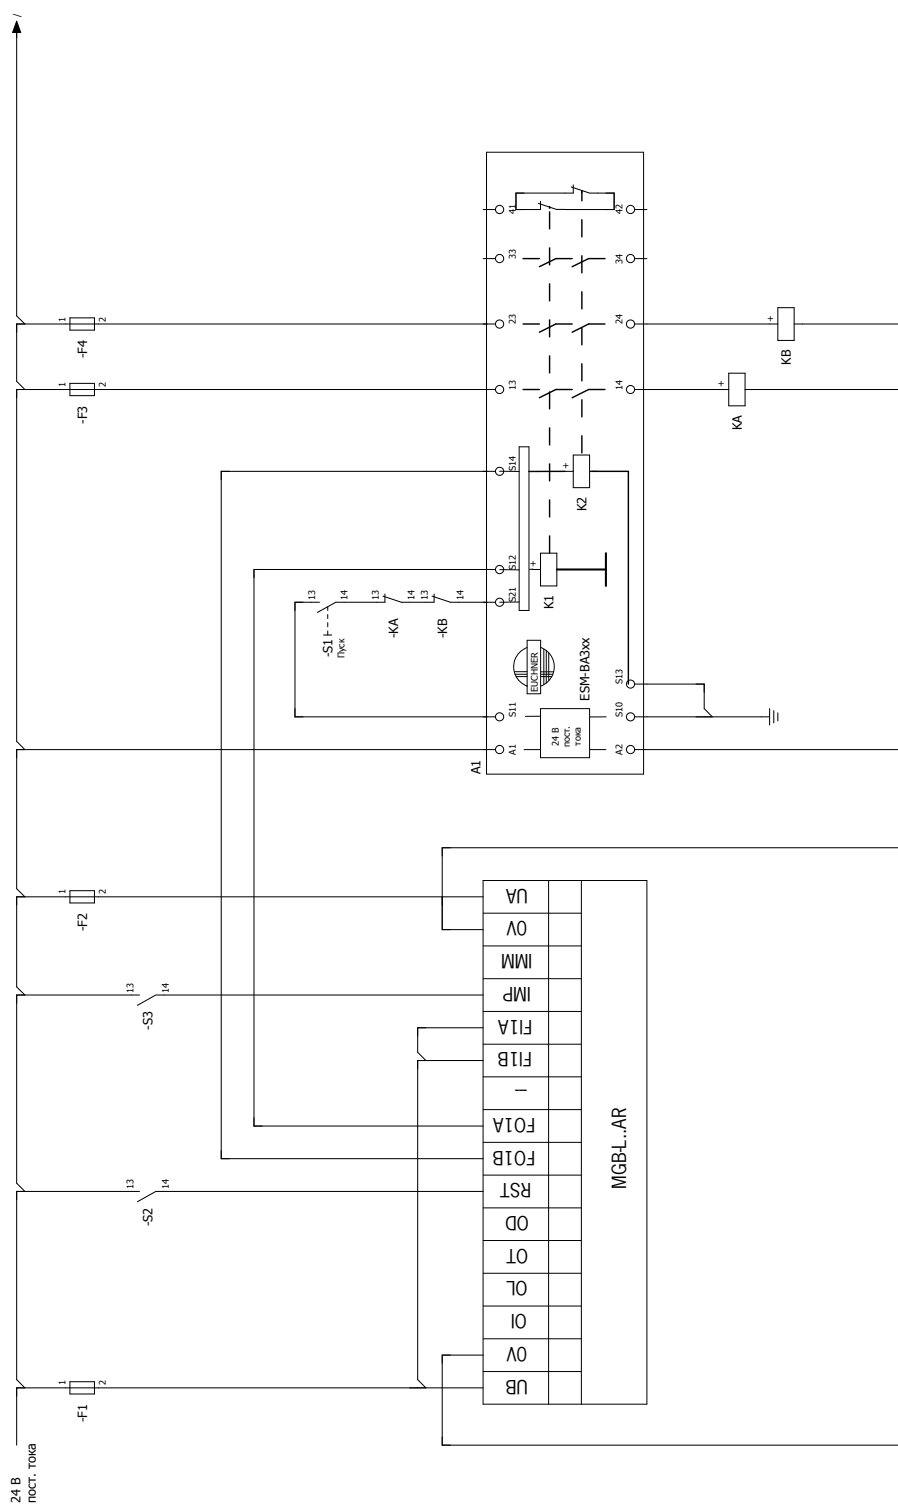 24 В
пост. тока
/
-F1
1
2
-S2
13
14
-S3
13
14
-F2
1
2
-F3
1
2
-F4
1
2
UB
0V
OI
OL
OT
OD
RST
FO1B
FO1A
–
FI1B
FI1A
IMP
IMM
0V
UA
MGB-L..AR
A1
A1
S11
S21
S12
S14
13
23
33
41
24 В
пост.
тока
EUCHNER
ESM-BA3xx
K1
+
K2
+
A2
S10
S13
14
24
34
42
-S1
Пуск
13
14
-KA
13
14
-KB
13
14
KA
+
KB
+